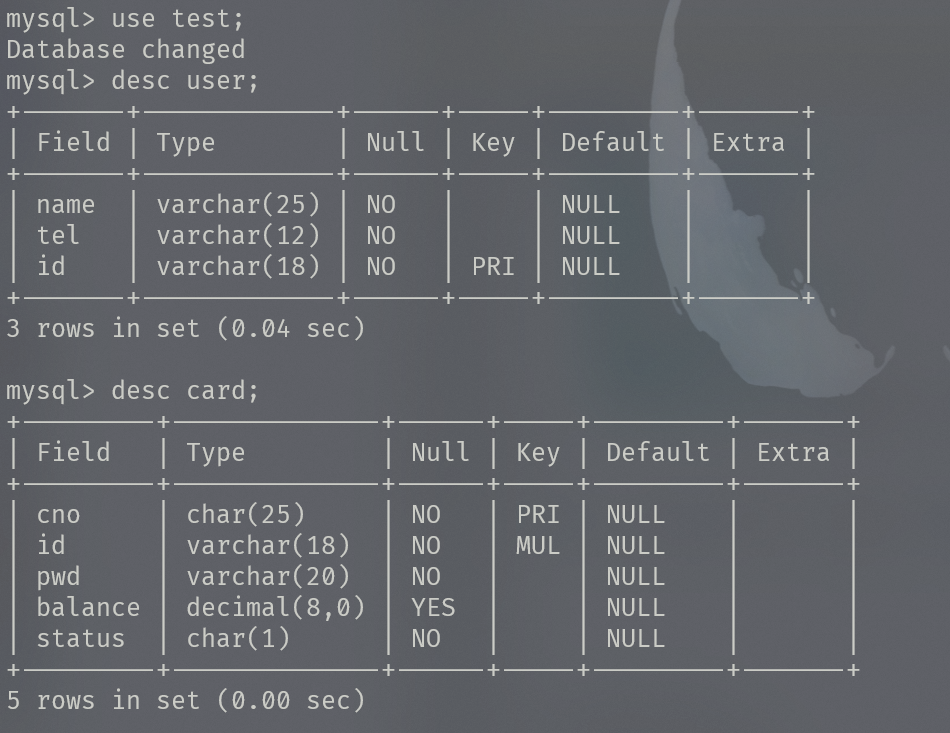 mysql> use test;
Database changed
mysql> desc user;
+-------+-------------+------+-----+---------+-------+
| Field | Type        | Null | Key | Default | Extra |
+-------+-------------+------+-----+---------+-------+
| name  | varchar(25) | NO   |     | NULL    |       |
| tel   | varchar(12) | NO   |     | NULL    |       |
| id    | varchar(18) | NO   | PRI | NULL    |       |
+-------+-------------+------+-----+---------+-------+
3 rows in set (0.04 sec)

mysql> desc card;
+---------+--------------+------+-----+---------+-------+
| Field   | Type         | Null | Key | Default | Extra |
+---------+--------------+------+-----+---------+-------+
| cno     | char(25)     | NO   | PRI | NULL    |       |
| id      | varchar(18)  | NO   | MUL | NULL    |       |
| pwd     | varchar(20)  | NO   |     | NULL    |       |
| balance | decimal(8,0) | YES  |     | NULL    |       |
| status  | char(1)      | NO   |     | NULL    |       |
+---------+--------------+------+-----+---------+-------+
5 rows in set (0.00 sec)